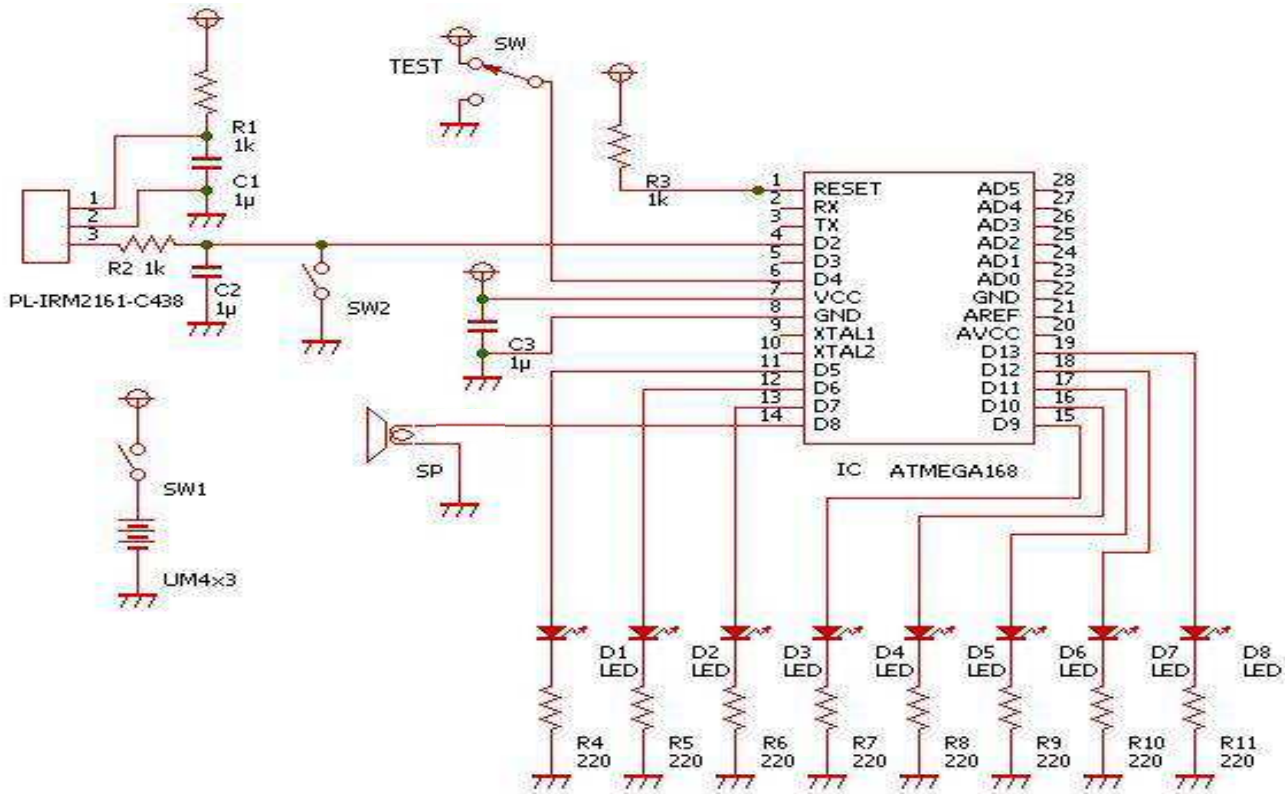 SW
TEST
R1
1k
C1
1µ
1
2
3
R2 1k
PL-IRM2161-C438
C2
1µ
SW2
R3
1k
C3
1µ
1 RESET AD5 28
2 RX AD4 27
3 TX AD3 26
4 D2 AD2 25
5 D3 AD1 24
6 D4 AD0 23
7 VCC GND 22
8 GND AREF 21
9 XTAL1 AVCC 20
10 XTAL2 D13 19
11 D5 D12 18
12 D6 D11 17
13 D7 D10 16
14 D8 D9 15
IC ATMEGA168
SP
SW1
UM4x3
D1 D2 D3 D4 D5 D6 D7 D8
LED LED LED LED LED LED LED LED
R4 R5 R6 R7 R8 R9 R10 R11
220 220 220 220 220 220 220 220